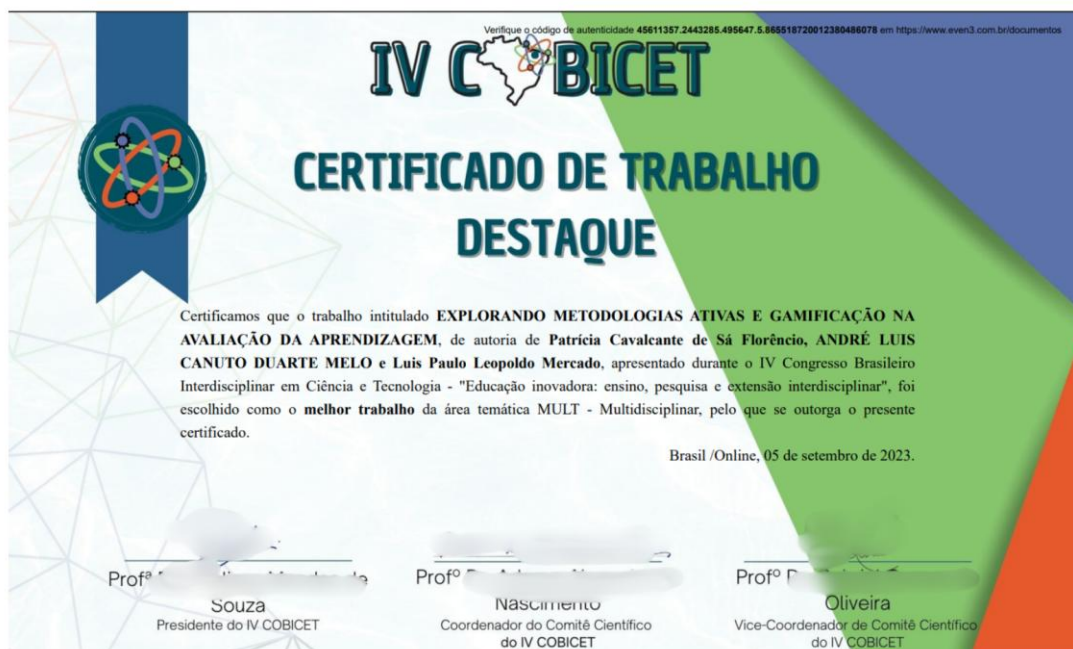 Verifique o código de autenticidade 45611357.2443285.495647.5.865518720012380486078 em https://www.even3.com.br/documentos
IV COBICET
CERTIFICADO DE TRABALHO
DESTAQUE
Certificamos que o trabalho intitulado EXPLORANDO METODOLOGIAS ATIVAS E GAMIFICAÇÃO NA
AVALIAÇÃO DA APRENDIZAGEM, de autoria de Patrícia Cavalcante de Sá Florêncio, ANDRÉ LUIS
CANUTO DUARTE MELO e Luis Paulo Leopoldo Mercado, apresentado durante o IV Congresso Brasileiro
Interdisciplinar em Ciência e Tecnologia - "Educação inovadora: ensino, pesquisa e extensão interdisciplinar", foi
escolhido como o melhor trabalho da área temática MULT - Multidisciplinar, pelo que se outorga o presente
certificado.
Brasil /Online, 05 de setembro de 2023.
Profª
Souza
Presidente do IV COBICET
Profº
Nascimento
Coordenador do Comitê Científico
do IV COBICET
Profº
Oliveira
Vice-Coordenador de Comitê Científico
do IV COBICET